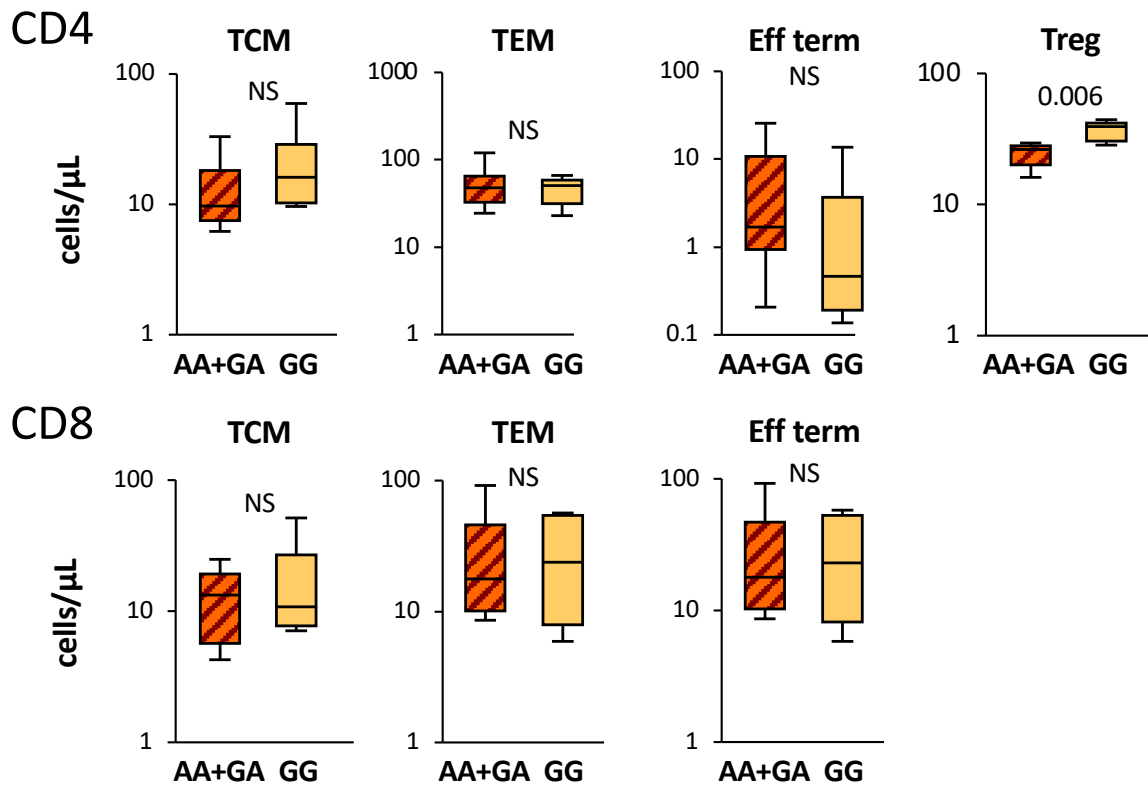 CD4
TCM TEM Eff term Treg
100 1000 100 100
NS NS NS 0.006
cells/µL
10 100 10 10
10 1
1 1 0.1 1
AA+GA GG AA+GA GG AA+GA GG AA+GA GG
CD8
TCM TEM Eff term
100 100 100
NS NS NS
cells/µL
10 10 10
1 1 1
AA+GA GG AA+GA GG AA+GA GG